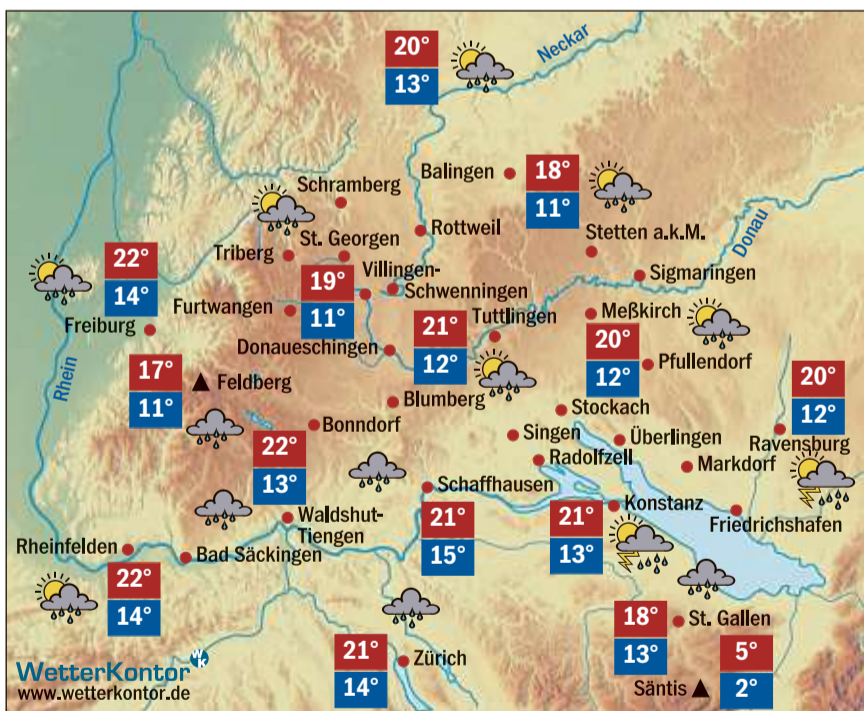 20°
13°
Neckar
Balingen
18°
11°
Schramberg
Rottweil
Stetten a.k.M.
Donau
Triberg
St. Georgen
22°
14°
Villingen-
Schwenningen
Sigmaringen
19°
11°
Furtwangen
Freiburg
Tuttlingen
Meßkirch
21°
12°
Donaueschingen
20°
12°
Pfullendorf
Rhein
17°
11°
Feldberg
Blumberg
Stockach
20°
12°
Ravensburg
Bonndorf
Singen
Überlingen
22°
13°
Radolfzell
Markdorf
Schaffhausen
Konstanz
Friedrichshafen
Waldshut-
Tiengen
21°
15°
21°
13°
Rheinfelden
Bad Säckingen
22°
14°
18°
13°
St. Gallen
21°
14°
Zürich
5°
2°
Säntis
WetterKontor
wk
www.wetterkontor.de